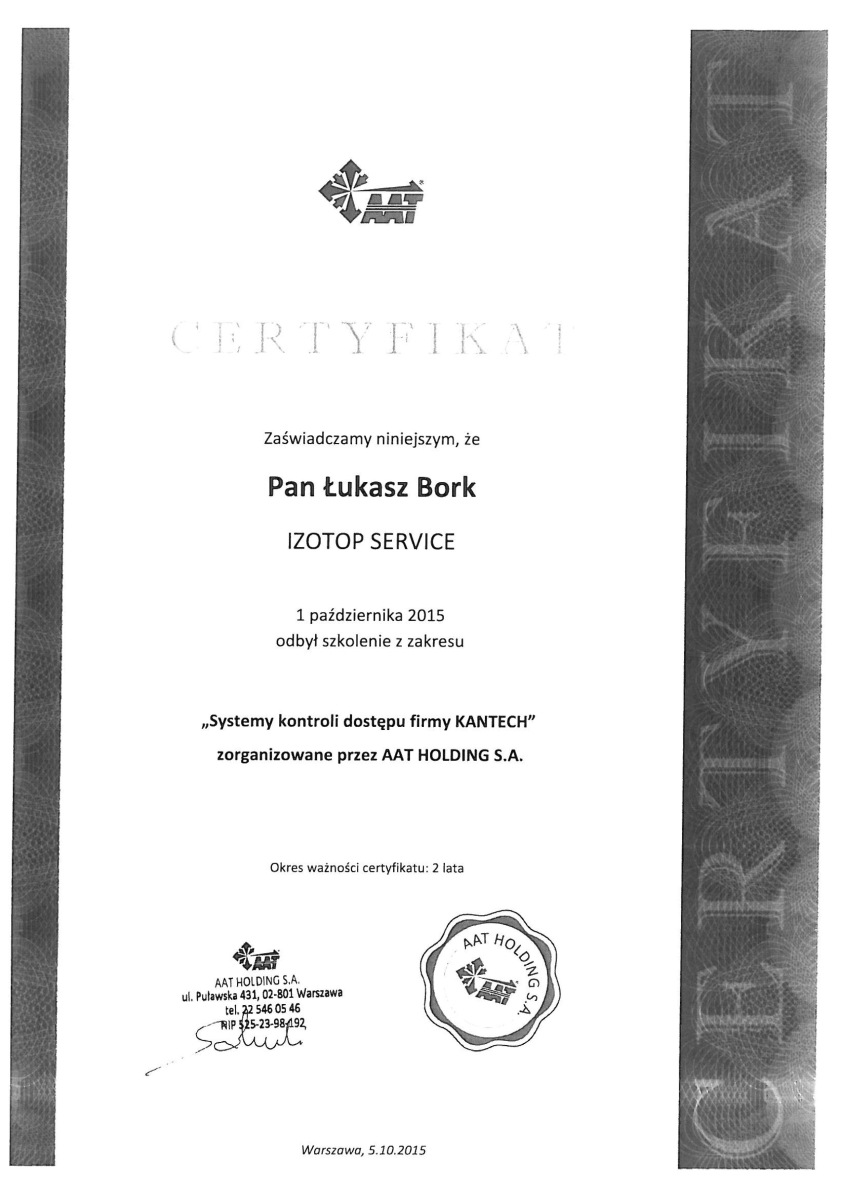 AAT
CERTYFIKAT
Zaświadczamy niniejszym, że
Pan Łukasz Bork
IZOTOP SERVICE
1 października 2015
odbył szkolenie z zakresu
„Systemy kontroli dostępu firmy KANTECH”
zorganizowane przez AAT HOLDING S.A.
Okres ważności certyfikatu: 2 lata
AAT
AAT HOLDING S.A.
ul. Puławska 431, 02-801 Warszawa
tel. 22 546 05 46
NIP 525-23-98-192,
AAT HOLDING S.A.
AAT
Warszawa, 5.10.2015
CERTYFIKAT